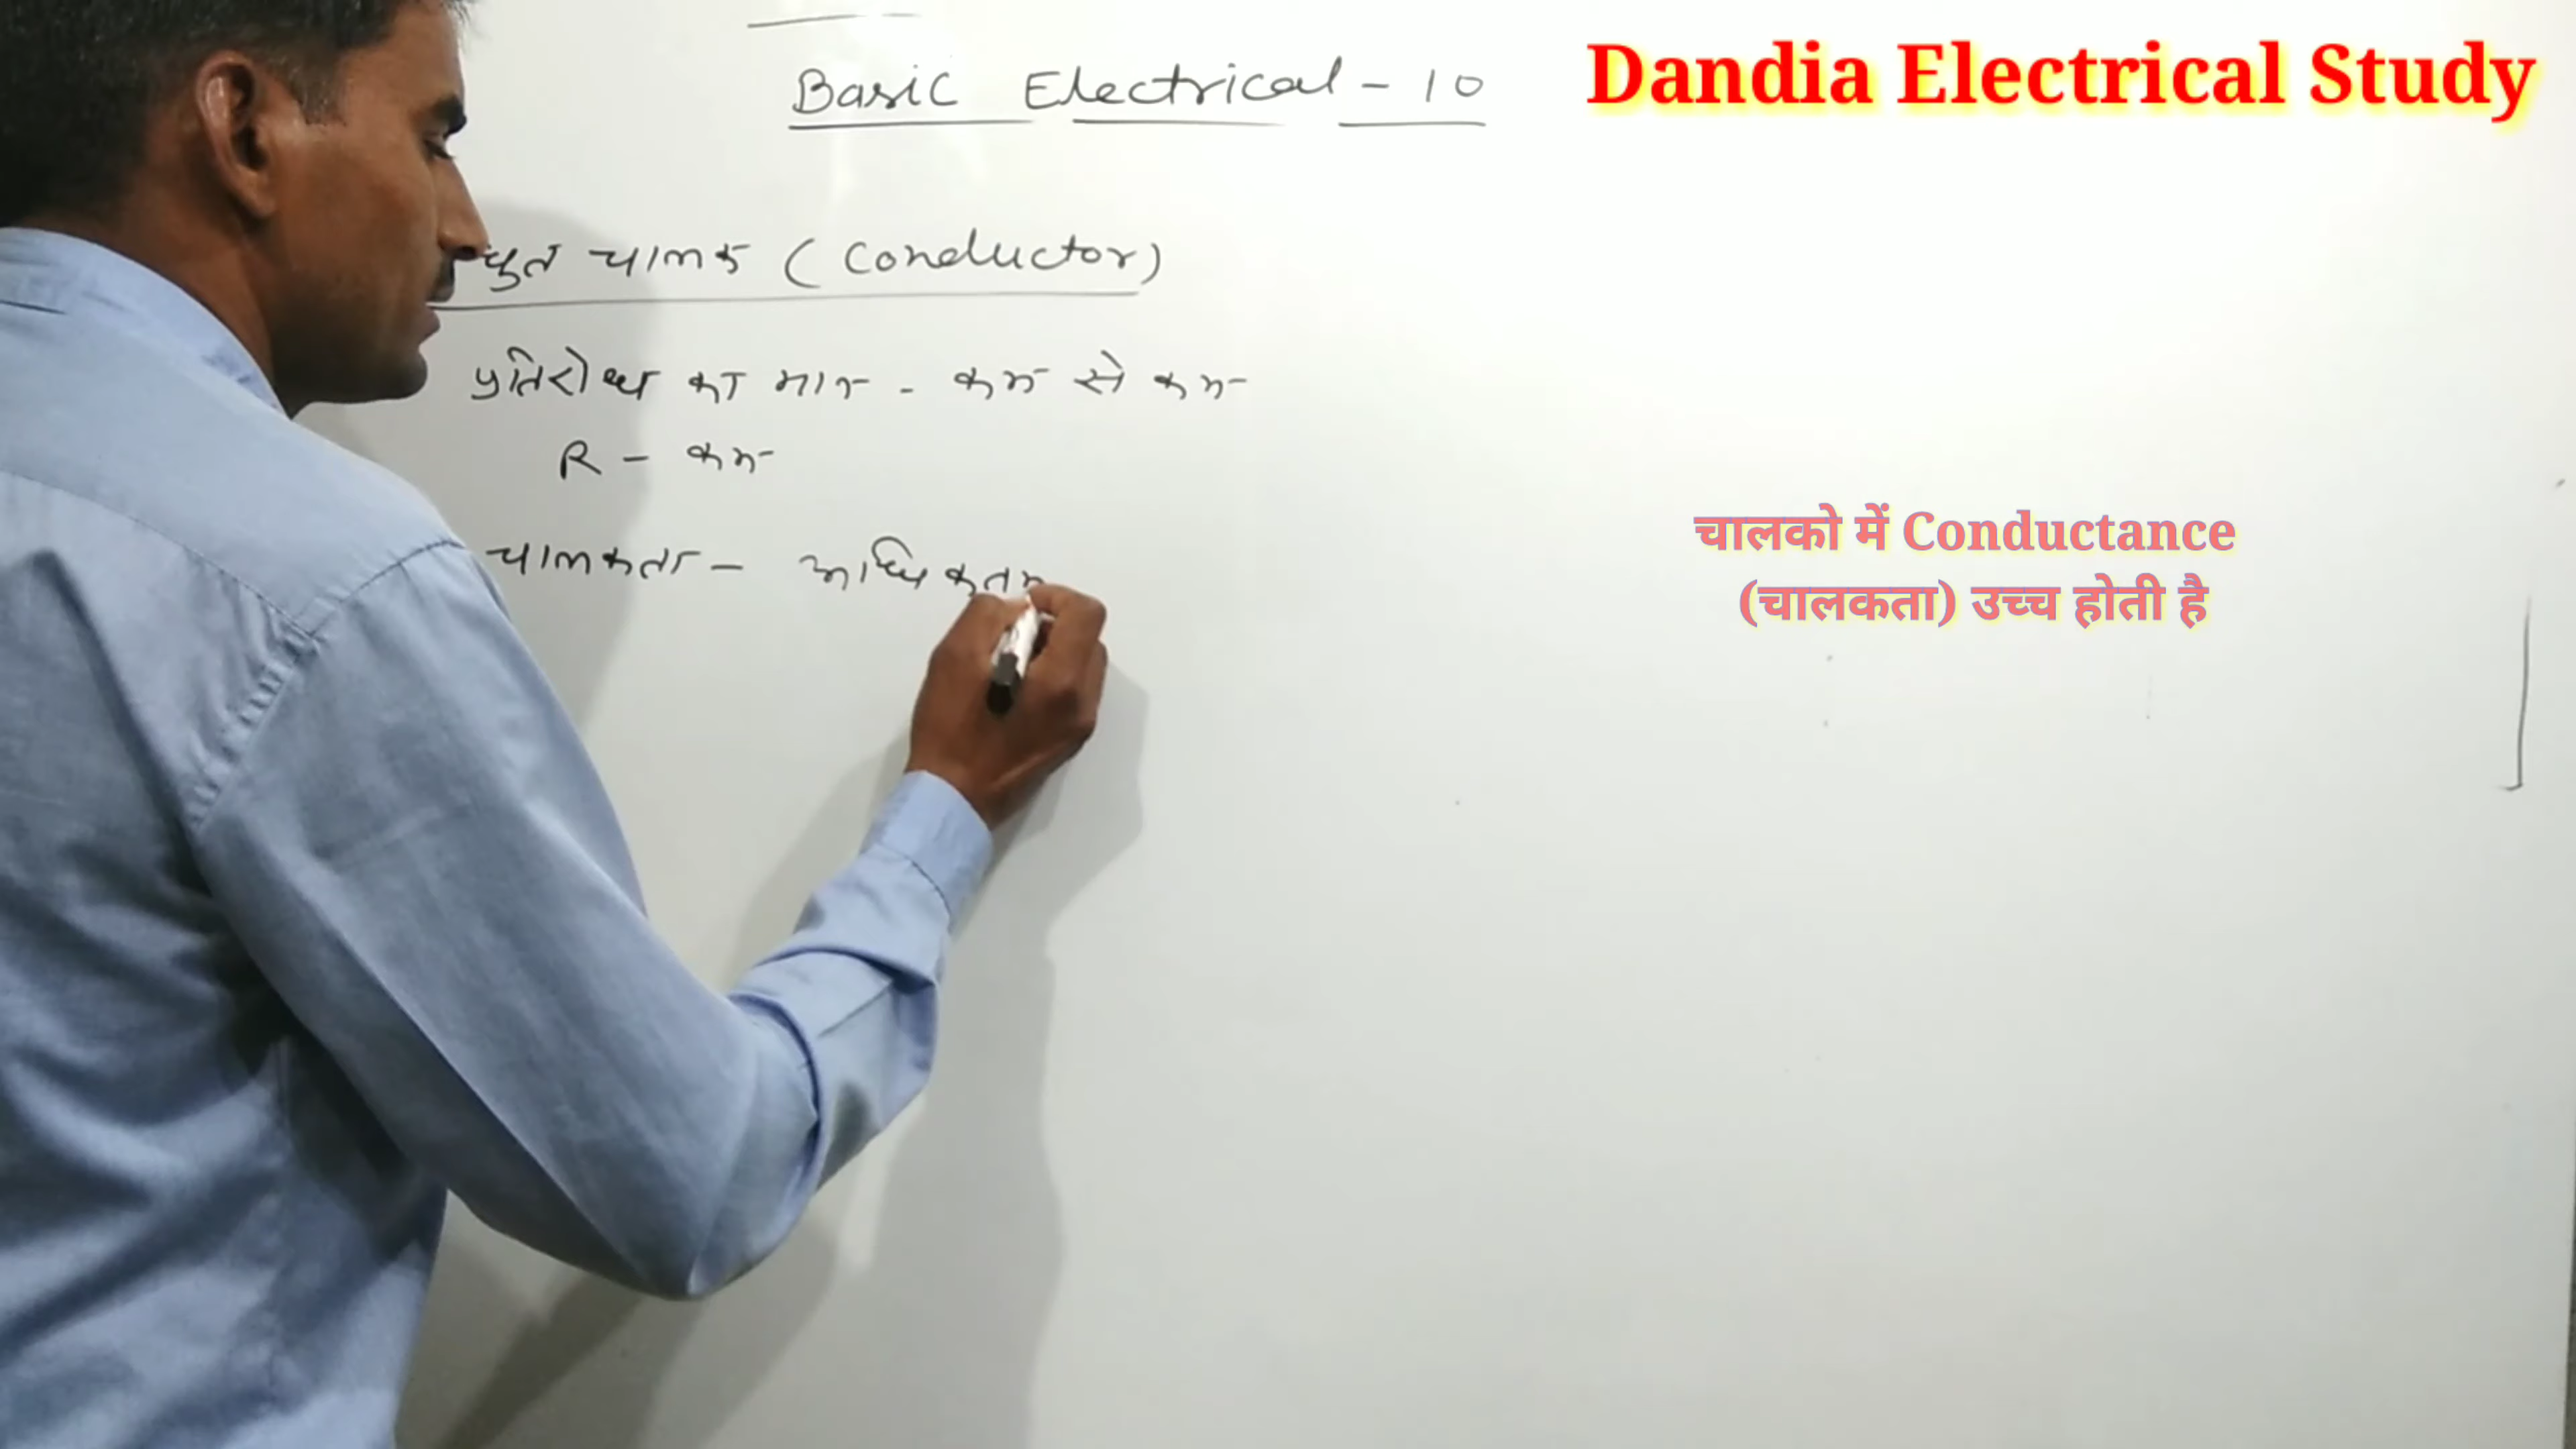 Basic Electrical - 10
Dandia Electrical Study
चालक (Conductor)
प्रतिरोध का मान - कम से कम
R - कम
चालकता - अधिकतम
चालको में Conductance
(चालकता) उच्च होती है